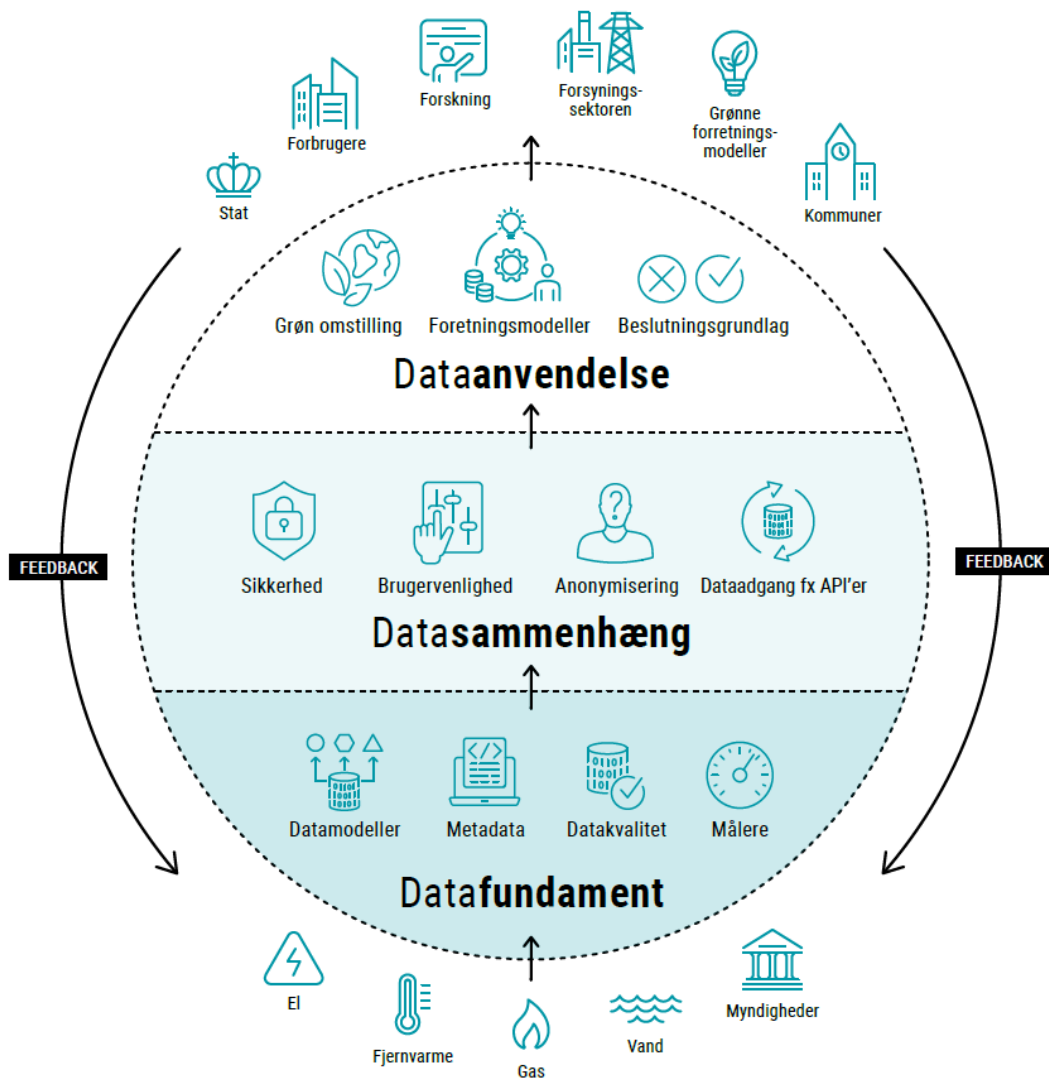 Forskning
Forsynings-
sektoren
Grønne
forretnings-
modeller
Forbrugere
Stat
Kommuner
Grøn omstilling
Foretningsmodeller
Beslutningsgrundlag
Dataanvendelse
FEEDBACK
FEEDBACK
Sikkerhed
Brugervenlighed
Anonymisering
Dataadgang fx API'er
Datasammenhæng
Datamodeller
Metadata
Datakvalitet
Målere
Datafundament
El
Fjernvarme
Gas
Vand
Myndigheder